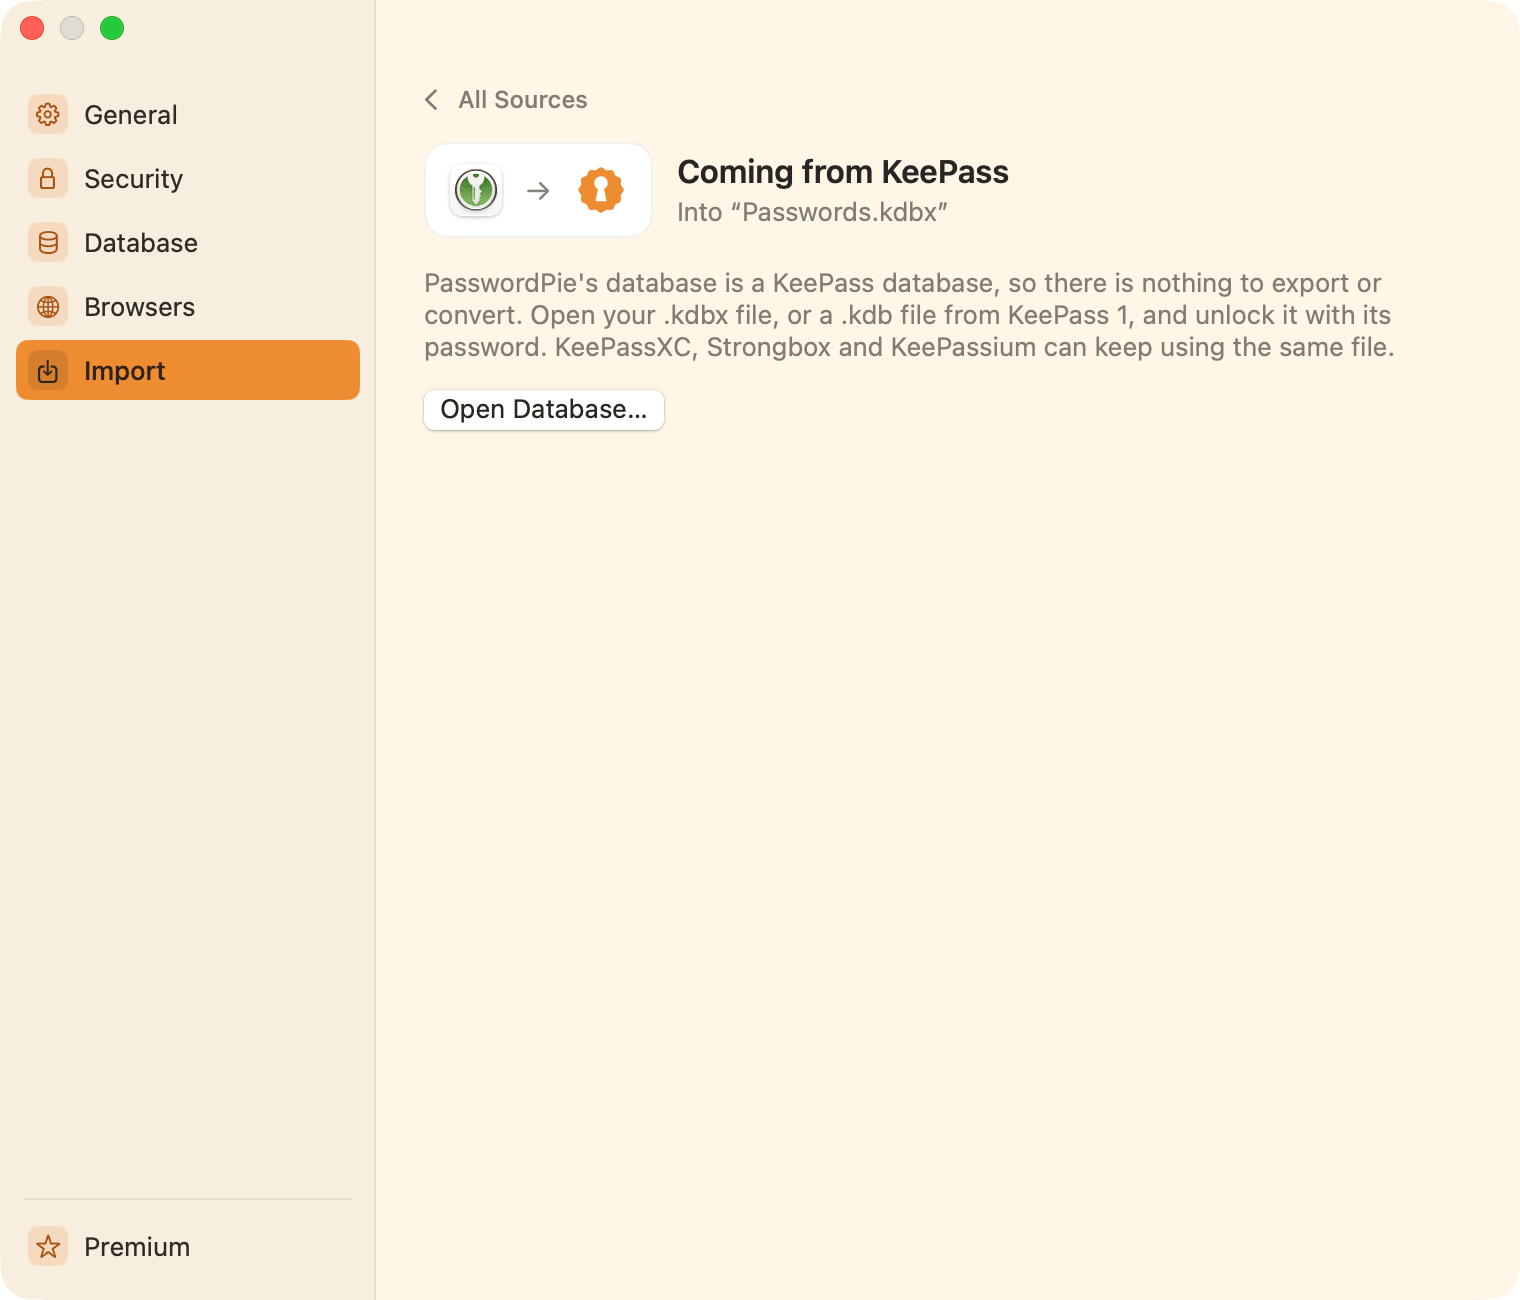 General
Security
Database
Browsers
Import
Premium
All Sources
Coming from KeePass
Into “Passwords.kdbx”
PasswordPie's database is a KeePass database, so there is nothing to export or
convert. Open your .kdbx file, or a .kdb file from KeePass 1, and unlock it with its
password. KeePassXC, Strongbox and KeePassium can keep using the same file.
Open Database...